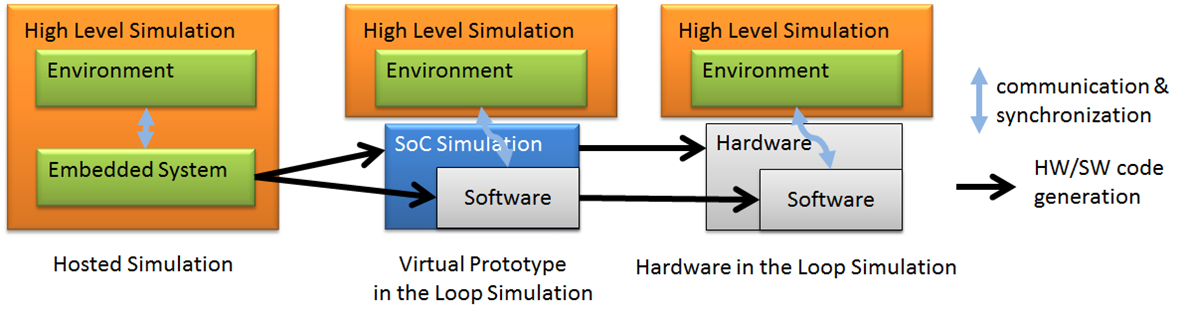 High Level Simulation
Environment
Embedded System
Hosted Simulation
High Level Simulation
Environment
SoC Simulation
Software
Virtual Prototype
in the Loop Simulation
High Level Simulation
Environment
Hardware
Software
Hardware in the Loop Simulation
communication &
synchronization
HW/SW code
generation